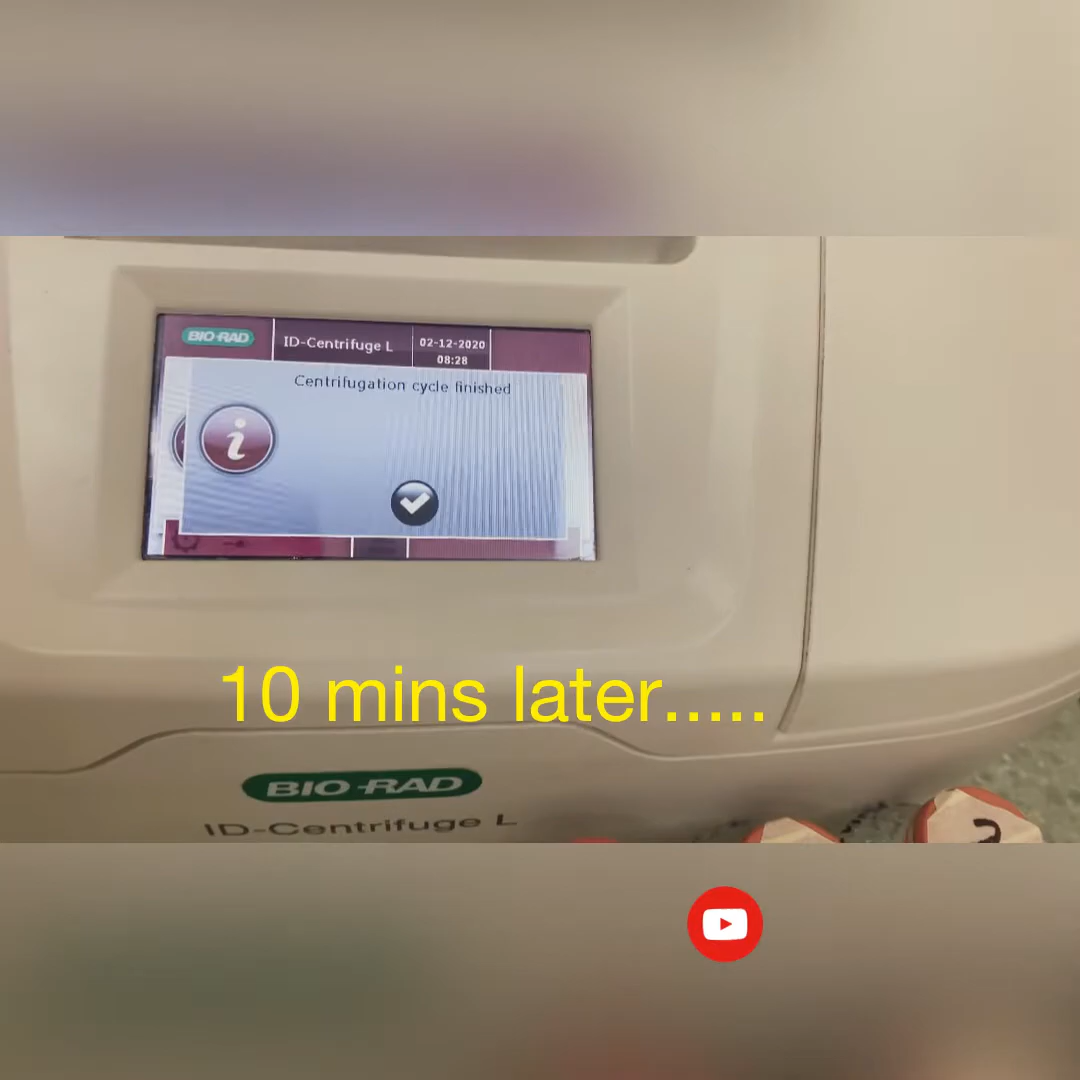 BIO-RAD
ID-Centrifuge L
02-12-2020
08:28
Centrifugation cycle finished
10 mins later.....
BIO-RAD
ID-Centrifuge L
2